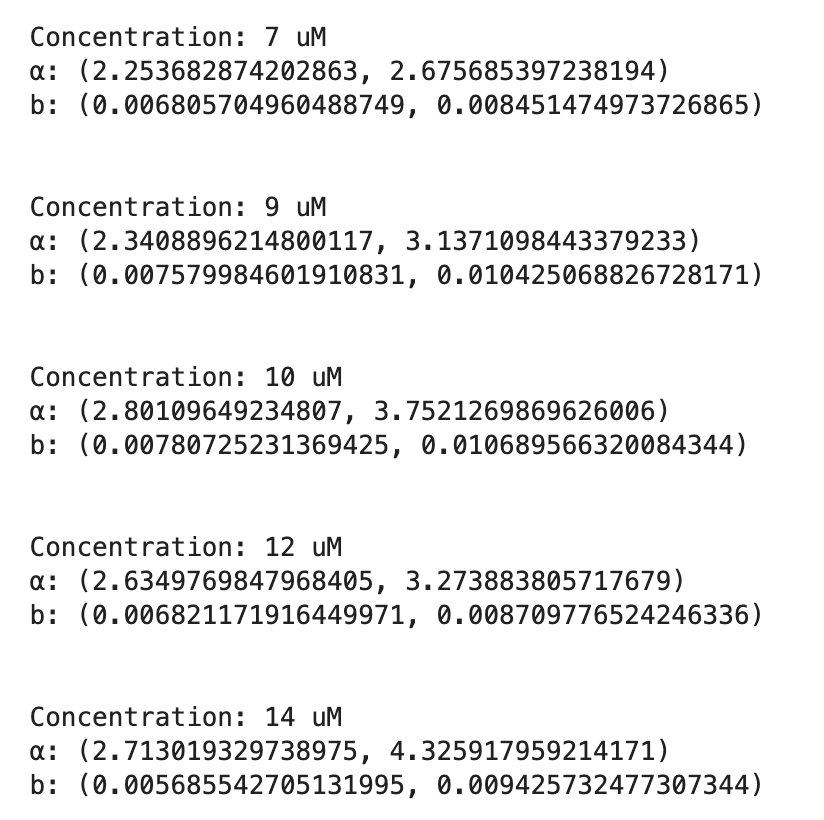 Concentration: 7 uM
α: (2.253682874202863, 2.675685397238194)
b: (0.006805704960488749, 0.008451474973726865)
Concentration: 9 uM
α: (2.3408896214800117, 3.1371098443379233)
b: (0.007579984601910831, 0.010425068826728171)
Concentration: 10 uM
α: (2.80109649234807, 3.7521269869626006)
b: (0.00780725231369425, 0.010689566320084344)
Concentration: 12 uM
α: (2.6349769847968405, 3.273883805717679)
b: (0.006821171916449971, 0.008709776524246336)
Concentration: 14 uM
α: (2.713019329738975, 4.325917959214171)
b: (0.005685542705131995, 0.009425732477307344)